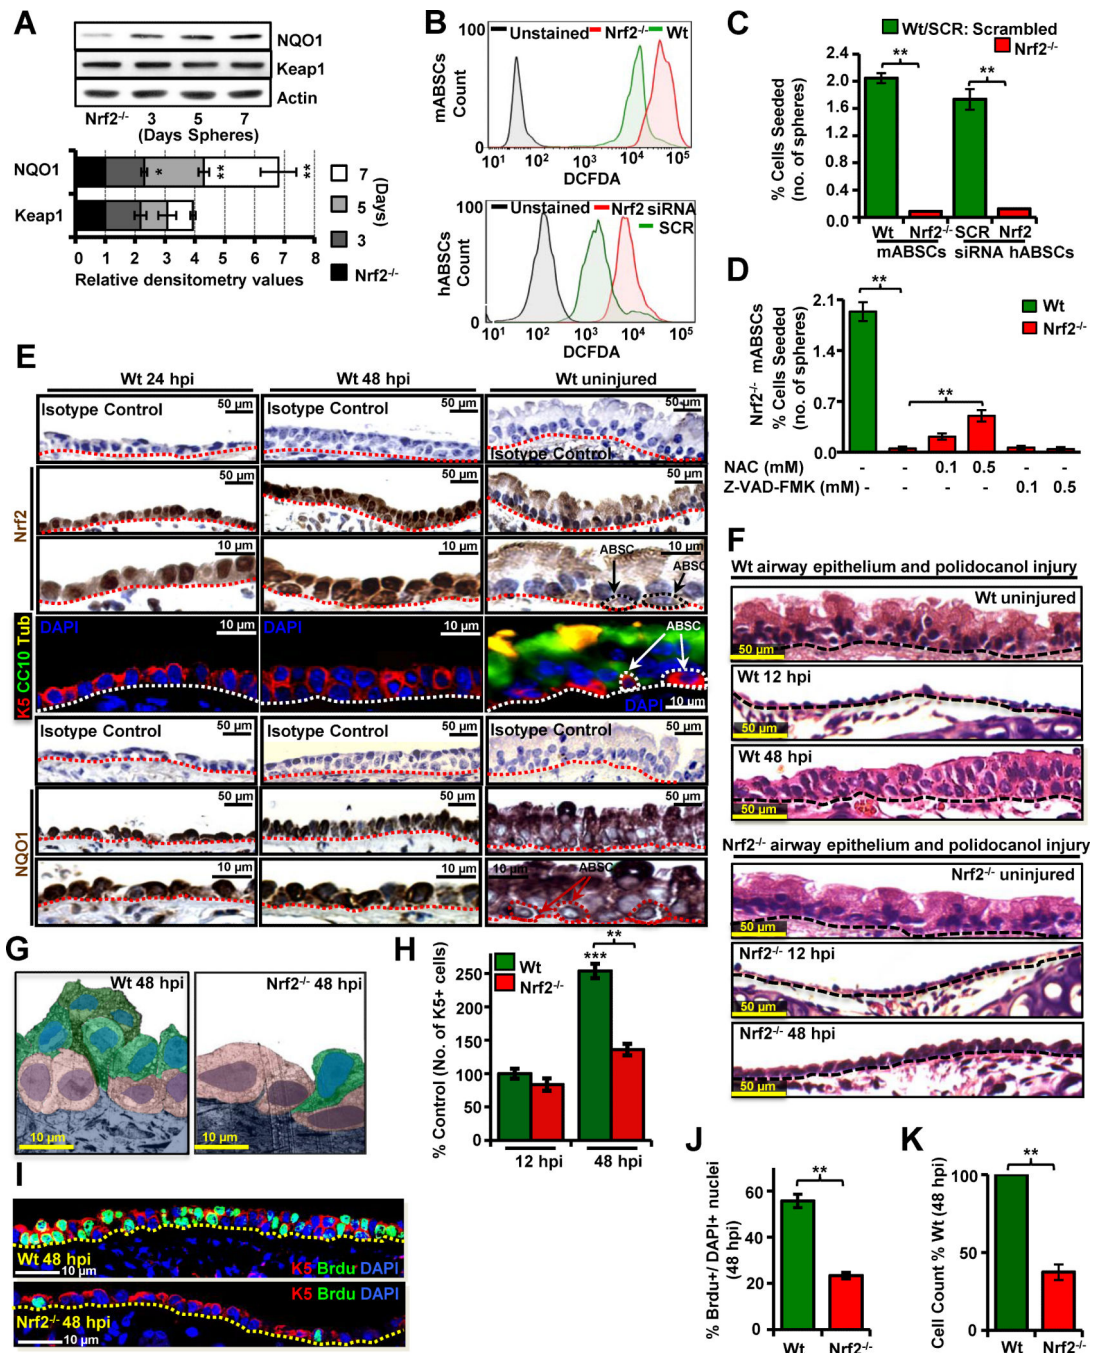 A
NQO1
Keap1
Actin
Nrf2-/- 3 5 7
(Days Spheres)
NQO1
Keap1
* ** **
0 1 2 3 4 5 6 7 8
Relative densitometry values
7
5
3
Nrf2-/-
(Days)
B
Unstained Nrf2-/- Wt
100
80
60
40
20
0
mABSCs
Count
10¹ 10² 10⁴ 10⁵
DCFDA
Unstained Nrf2 siRNA
SCR
100
80
60
40
20
0
hABSCs
Count
10¹ 10² 10³ 10⁴ 10⁵
DCFDA
C
Wt/SCR: Scrambled
Nrf2-/-
2.4
1.8
1.2
0.6
0.0
% Cells Seeded
(no. of spheres)
** **
Wt Nrf2-/- SCR Nrf2
mABSCs siRNA hABSCs
D
Wt
Nrf2-/-
2.1
1.4
0.7
0.0
Nrf2-/- mABSCs
% Cells Seeded
(no. of spheres)
** **
NAC (mM) - - 0.1 0.5 - -
Z-VAD-FMK (mM) - - - - 0.1 0.5
E
Wt 24 hpi Wt 48 hpi Wt uninjured
Isotype Control 50 µm Isotype Control 50 µm 50 µm
Isotype Control
Nrf2
50 µm 50 µm 50 µm
10 µm 10 µm ABSC 10 µm
ABSC
K5 CC10 Tub
DAPI 10 µm DAPI 10 µm ABSC
DAPI 10 µm
Isotype Control 50 µm Isotype Control 50 µm Isotype Control 50 µm
NQO1
50 µm 50 µm 50 µm
10 µm 10 µm 10 µm ABSC
F
Wt airway epithelium and polidocanol injury
Wt uninjured
50 µm
Wt 12 hpi
50 µm
Wt 48 hpi
50 µm
Nrf2-/- airway epithelium and polidocanol injury
Nrf2-/- uninjured
50 µm
Nrf2-/- 12 hpi
50 µm
Nrf2-/- 48 hpi
50 µm
G
Wt 48 hpi Nrf2-/- 48 hpi
10 µm 10 µm
H
Wt
Nrf2-/-
***
**
250
200
150
100
50
0
% Control (No. of K5+ cells)
12 hpi 48 hpi
I
Wt 48 hpi K5 Brdu DAPI
10 µm
K5 Brdu DAPI
Nrf2-/- 48 hpi
10 µm
J
**
60
40
20
0
% Brdu+/ DAPI+ nuclei
(48 hpi)
Wt Nrf2-/-
K
**
100
50
0
Cell Count % Wt (48 hpi)
Wt Nrf2-/-